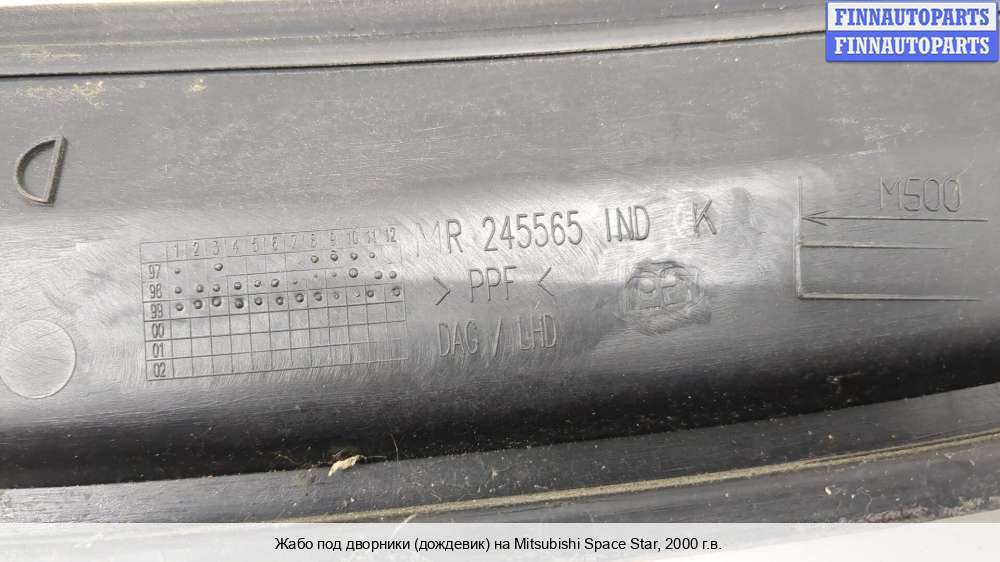 FINNAUTOPARTS
FINNAUTOPARTS
D
M500
MR 245565 IND K
> PPF <
DAG / LHD
1 2 3 4 5 6 7 8 9 10 11 12
97
98
99
00
01
02
Жабо под дворники (дождевик) на Mitsubishi Space Star, 2000 г.в.